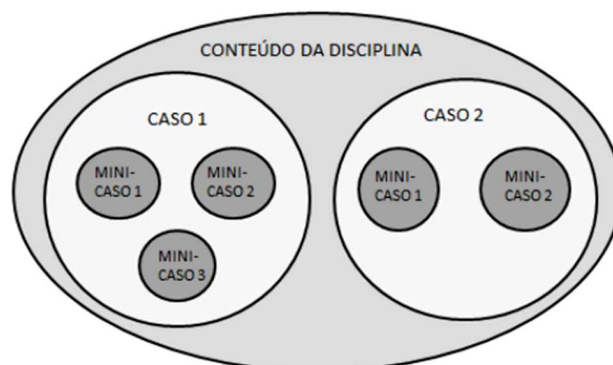 CONTEÚDO DA DISCIPLINA
CASO 1
MINI-
CASO 1
MINI-
CASO 2
MINI-
CASO 3
CASO 2
MINI-
CASO 1
MINI-
CASO 2